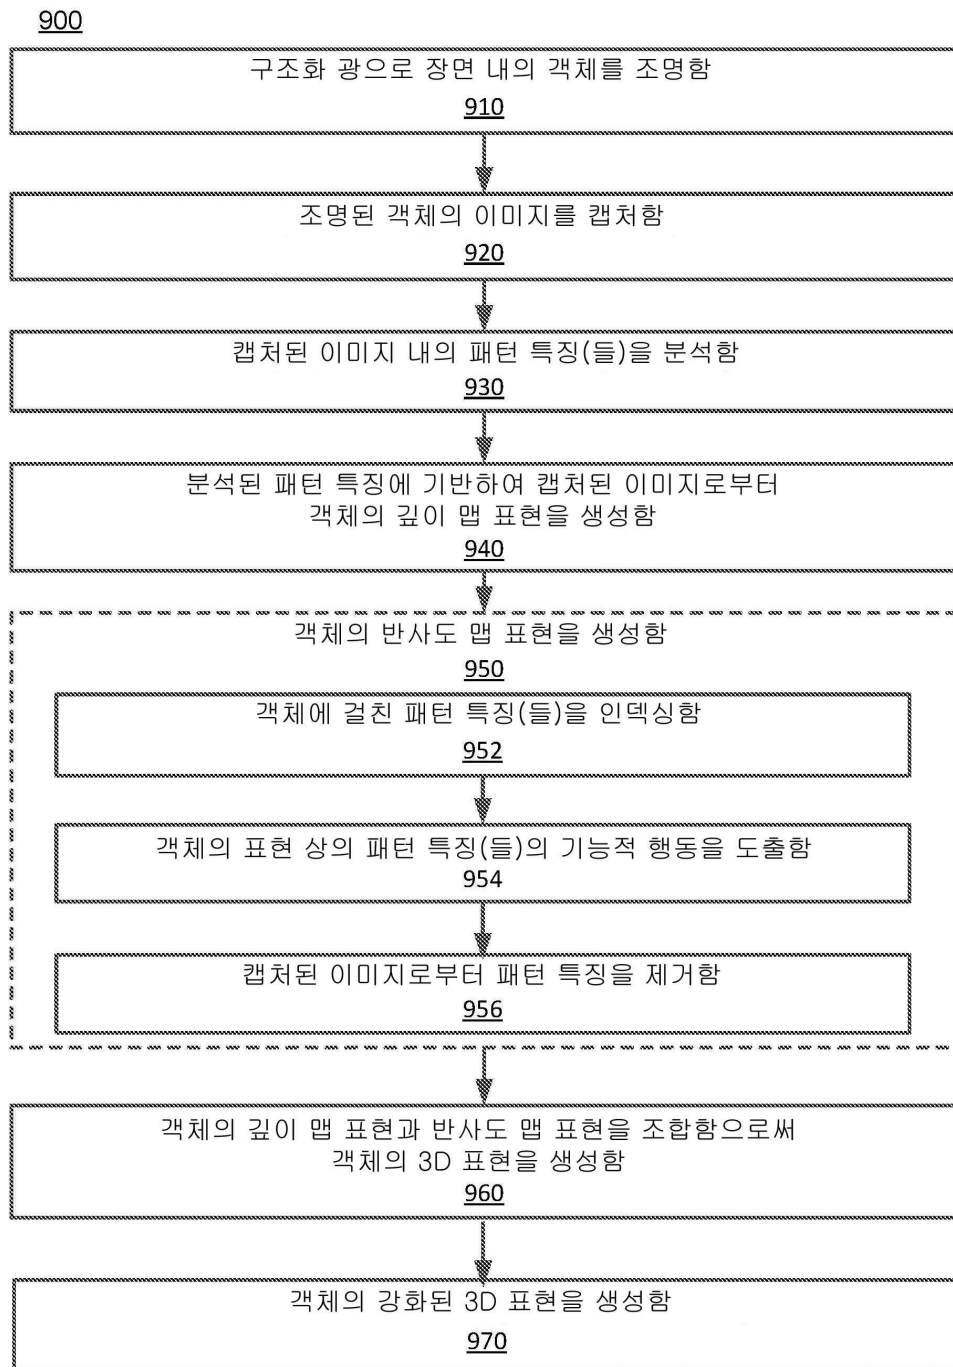 900
구조화 광으로 장면 내의 객체를 조명함
910
조명된 객체의 이미지를 캡처함
920
캡처된 이미지 내의 패턴 특징(들)을 분석함
930
분석된 패턴 특징에 기반하여 캡처된 이미지로부터
객체의 깊이 맵 표현을 생성함
940
객체의 반사도 맵 표현을 생성함
950
객체에 걸친 패턴 특징(들)을 인덱싱함
952
객체의 표현 상의 패턴 특징(들)의 기능적 행동을 도출함
954
캡처된 이미지로부터 패턴 특징을 제거함
956
객체의 깊이 맵 표현과 반사도 맵 표현을 조합함으로써
객체의 3D 표현을 생성함
960
객체의 강화된 3D 표현을 생성함
970